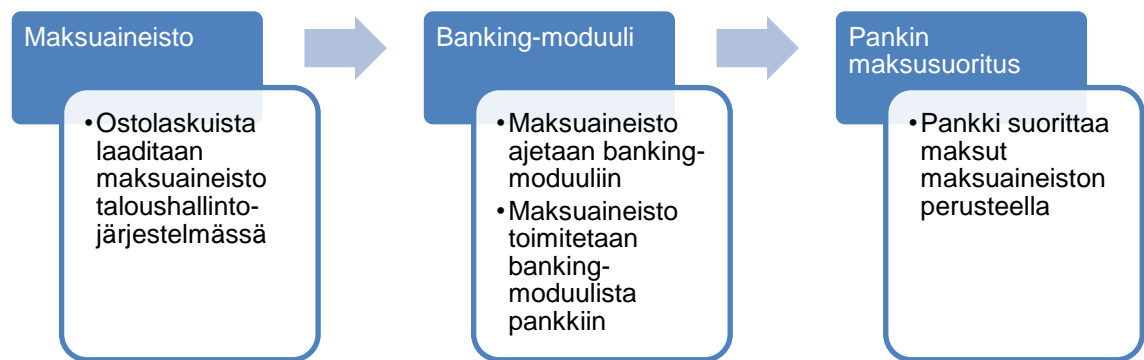 Maksuaineisto
•Ostolaskuista
laaditaan
maksuaineisto
taloushallinto-
järjestelmässä
Banking-moduuli
•Maksuaineisto
ajetaan banking-
moduuliin
•Maksuaineisto
toimitetaan
banking-
moduulista
pankkiin
Pankin
maksusuoritus
•Pankki suorittaa
maksut
maksuaineiston
perusteella